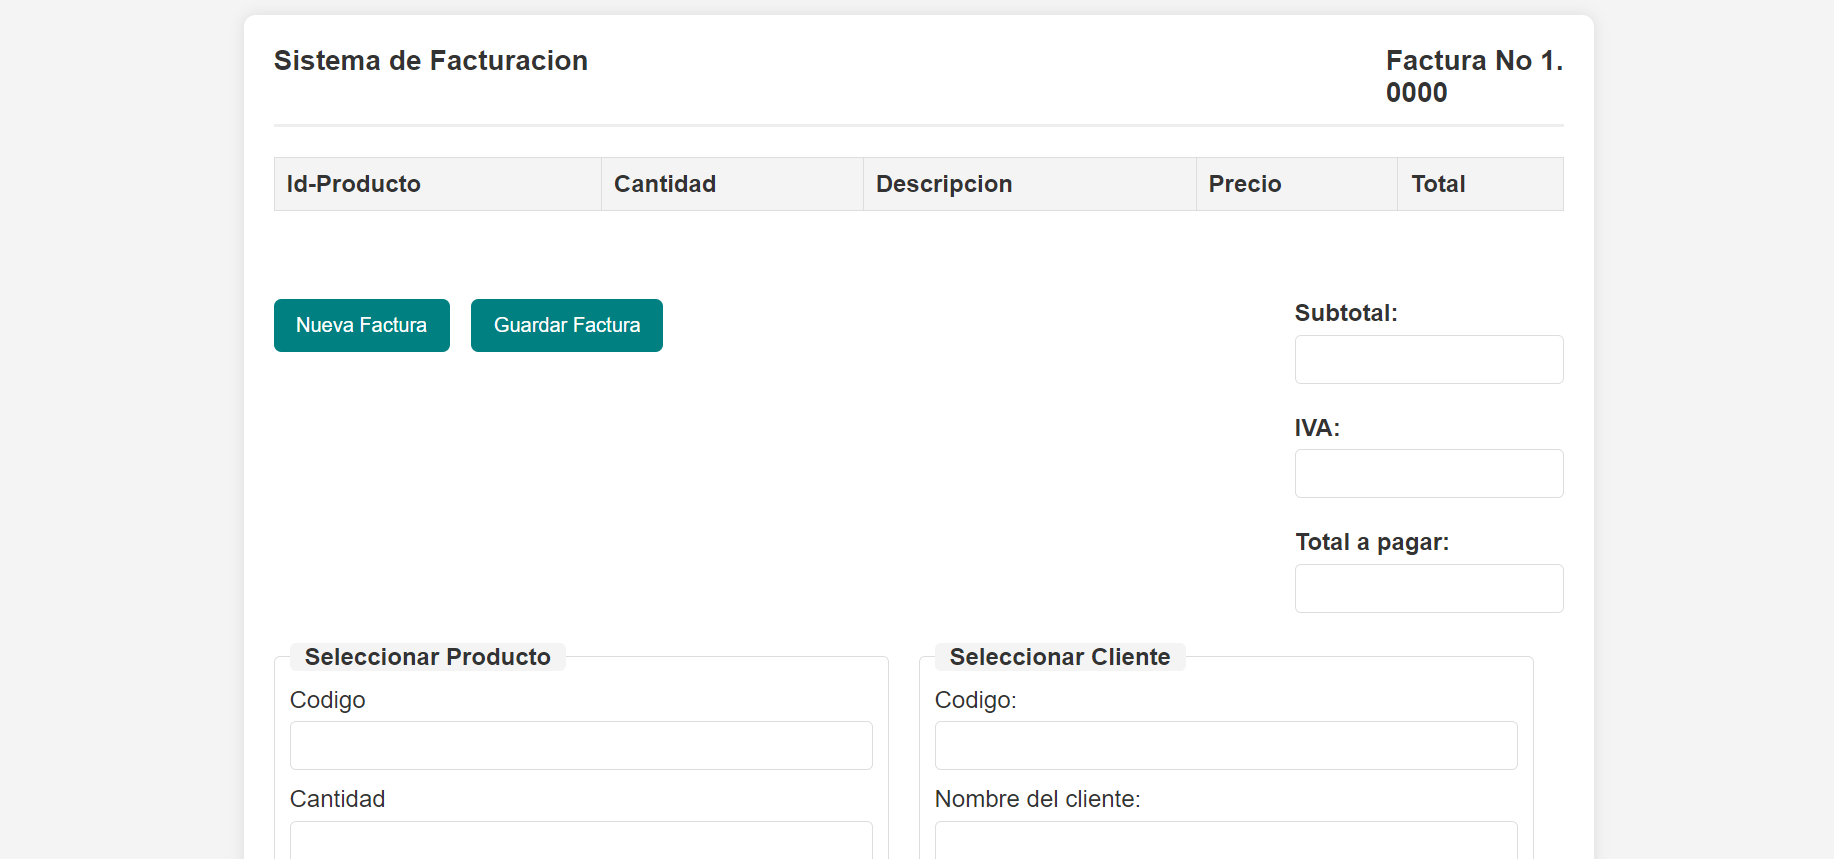 Sistema de Facturacion
Factura No 1.
0000
Id-Producto Cantidad Descripcion Precio Total
Nueva Factura Guardar Factura
Subtotal:
IVA:
Total a pagar:
Seleccionar Producto
Codigo
Cantidad
Seleccionar Cliente
Codigo:
Nombre del cliente: